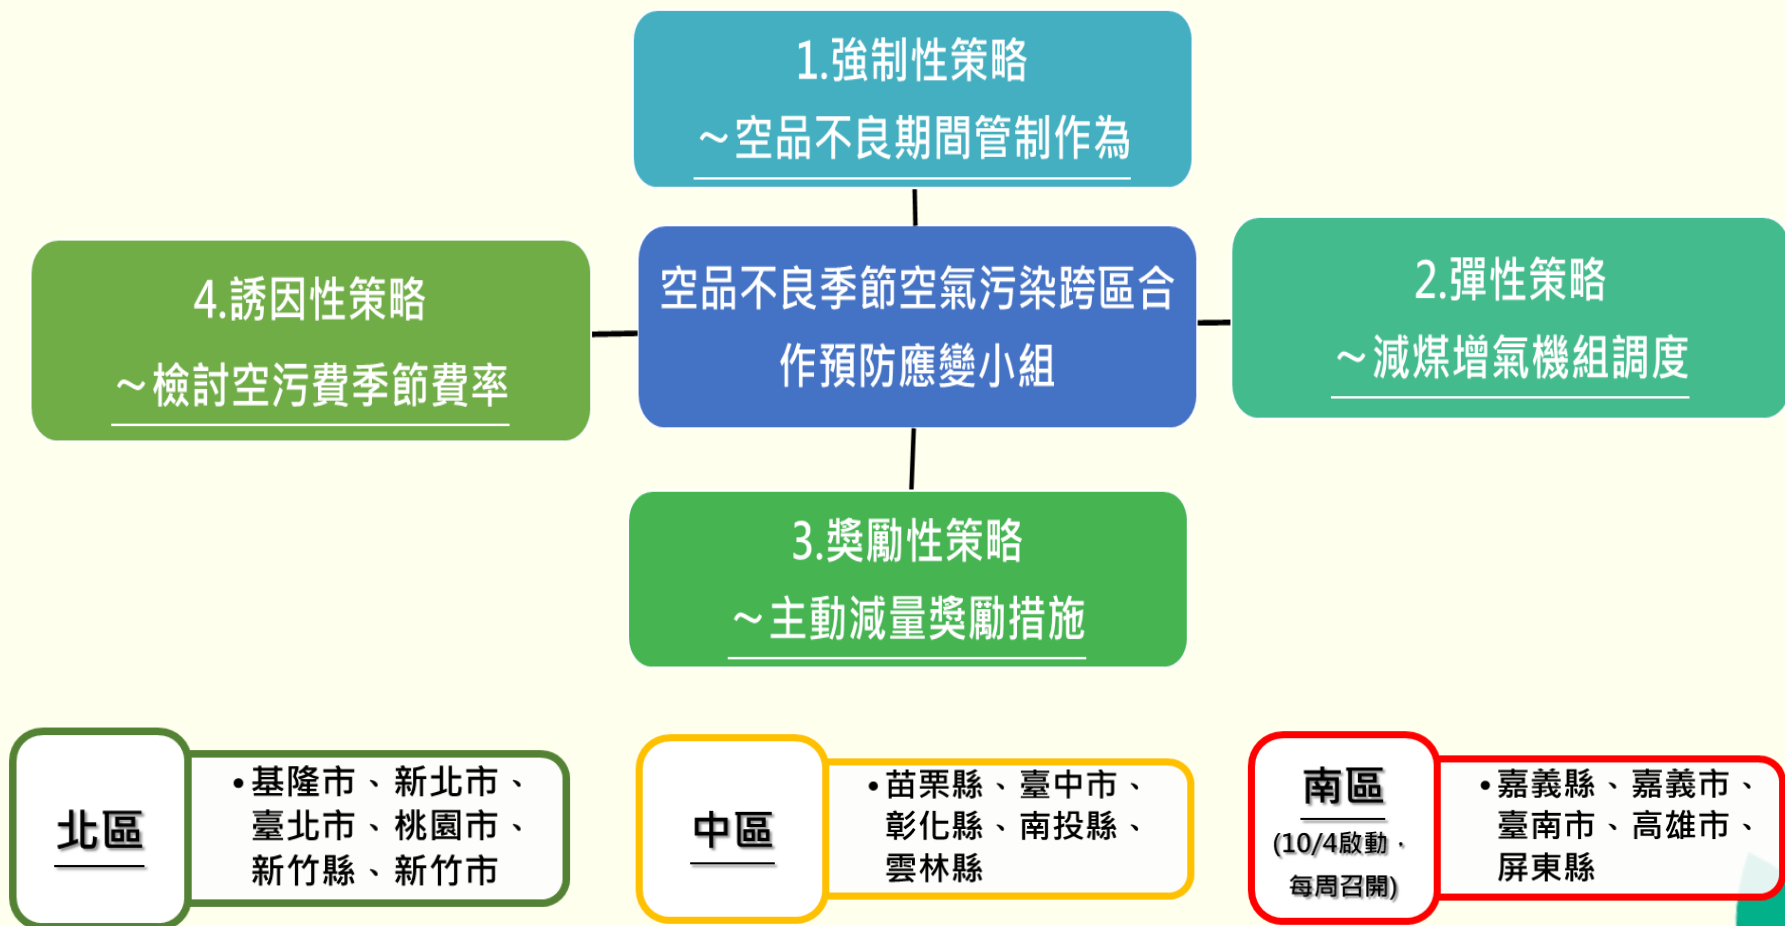 1.強制性策略
～空品不良期間管制作為
4.誘因性策略
～檢討空污費季節費率
空品不良季節空氣污染跨區合
作預防應變小組
2.彈性策略
～減煤增氣機組調度
3.獎勵性策略
～主動減量獎勵措施
北區
•基隆市、新北市、
臺北市、桃園市、
新竹縣、新竹市
中區
•苗栗縣、臺中市、
彰化縣、南投縣、
雲林縣
南區
(10/4啟動，
每周召開)
•嘉義縣、嘉義市、
臺南市、高雄市、
屏東縣